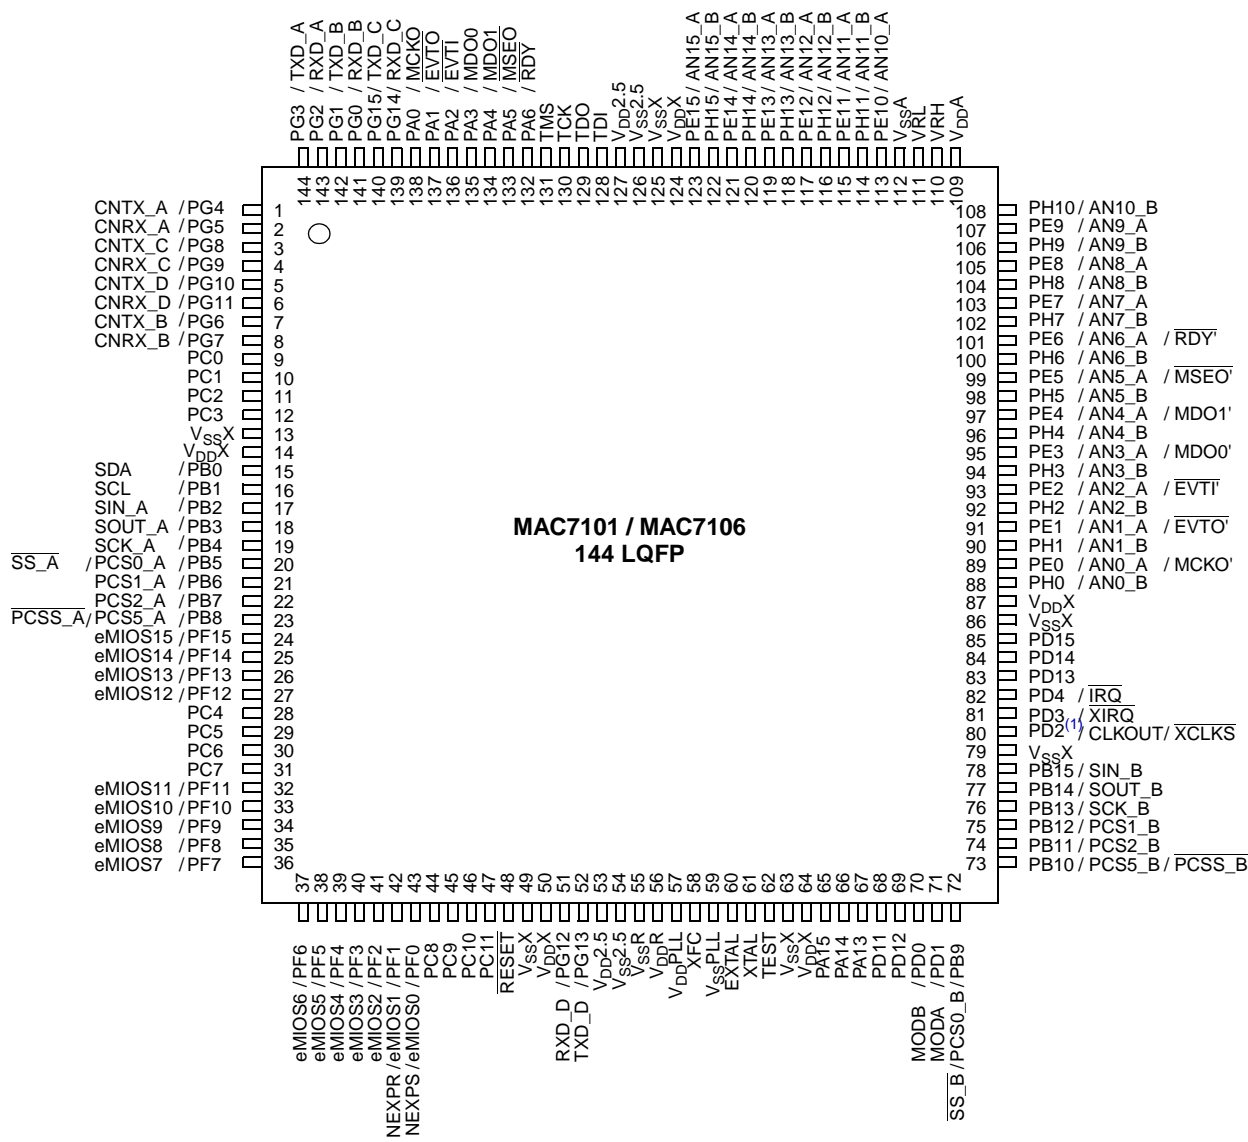 PG3 / TXD_A
PG2 / RXD_A
PG1 / TXD_B
PG0 / RXD_B
PG15/ TXD_C
PG14/ RXD_C
PA0 / MCKO
PA1 / EVTO
PA2 / EVTI
PA3 / MDO0
PA4 / MDO1
PA5 / MSEO
PA6 / RDY
TMS
TCK
TDO
TDI
VDD2.5
VSS2.5
VSSX
VDDX
PE15 / AN15_A
PH15/ AN15_B
PE14/ AN14_A
PH14/ AN14_B
PE13/ AN13_A
PH13/ AN13_B
PE12/ AN12_A
PH12/ AN12_B
PE11/ AN11_A
PH11/ AN11_B
PE10/ AN10_A
VSSA
VRL
VRH
VDDA
144
143
142
141
140
139
138
137
136
135
134
133
132
131
130
129
128
127
126
125
124
123
122
121
120
119
118
117
116
115
114
113
112
111
110
109
CNTX_A / PG4 1
CNRX_A / PG5 2
CNTX_C / PG8 3
CNRX_C / PG9 4
CNTX_D / PG10 5
CNRX_D / PG11 6
CNTX_B / PG6 7
CNRX_B / PG7 8
PC0 9
PC1 10
PC2 11
PC3 12
VSSX 13
VDDX 14
SDA / PB0 15
SCL / PB1 16
SIN_A / PB2 17
SOUT_A / PB3 18
SCK_A / PB4 19
SS_A / PCS0_A / PB5 20
PCS1_A / PB6 21
PCS2_A / PB7 22
PCSS_A/ PCS5_A / PB8 23
eMIOS15 / PF15 24
eMIOS14 / PF14 25
eMIOS13 / PF13 26
eMIOS12 / PF12 27
PC4 28
PC5 29
PC6 30
PC7 31
eMIOS11 / PF11 32
eMIOS10 / PF10 33
eMIOS9 / PF9 34
eMIOS8 / PF8 35
eMIOS7 / PF7 36
MAC7101 / MAC7106
144 LQFP
108 PH10 / AN10_B
107 PE9 / AN9_A
106 PH9 / AN9_B
105 PE8 / AN8_A
104 PH8 / AN8_B
103 PE7 / AN7_A
102 PH7 / AN7_B
101 PE6 / AN6_A / RDY'
100 PH6 / AN6_B
99 PE5 / AN5_A / MSEO'
98 PH5 / AN5_B
97 PE4 / AN4_A / MDO1'
96 PH4 / AN4_B
95 PE3 / AN3_A / MDO0'
94 PH3 / AN3_B
93 PE2 / AN2_A / EVTI'
92 PH2 / AN2_B
91 PE1 / AN1_A / EVTO'
90 PH1 / AN1_B
89 PE0 / AN0_A / MCKO'
88 PH0 / AN0_B
87 VDDX
86 VSSX
85 PD15
84 PD14
83 PD13
82 PD4 / IRQ
81 PD3 / XIRQ
80 PD2(1) / CLKOUT / XCLKS
79 VSSX
78 PB15 / SIN_B
77 PB14 / SOUT_B
76 PB13 / SCK_B
75 PB12 / PCS1_B
74 PB11 / PCS2_B
73 PB10 / PCS5_B / PCSS_B
37
38
39
40
41
42
43
44
45
46
47
48
49
50
51
52
53
54
55
56
57
58
59
60
61
62
63
64
65
66
67
68
69
70
71
72
eMIOS6 / PF6
eMIOS5 / PF5
eMIOS4 / PF4
eMIOS3 / PF3
eMIOS2 / PF2
NEXPR / eMIOS1 / PF1
NEXPS / eMIOS0 / PF0
PC8
PC9
PC10
PC11
RESET
VSSX
VDDX
RXD_D / PG12
TXD_D / PG13
VDD2.5
VSS2.5
VSSR
VDDR
VDDPLL
XFC
VSSPLL
EXTAL
XTAL
TEST
VSSX
VDDX
PA15
PA14
PA13
PD11
PD12
MODB / PD0
MODA / PD1
SS_B / PCS0_B / PB9